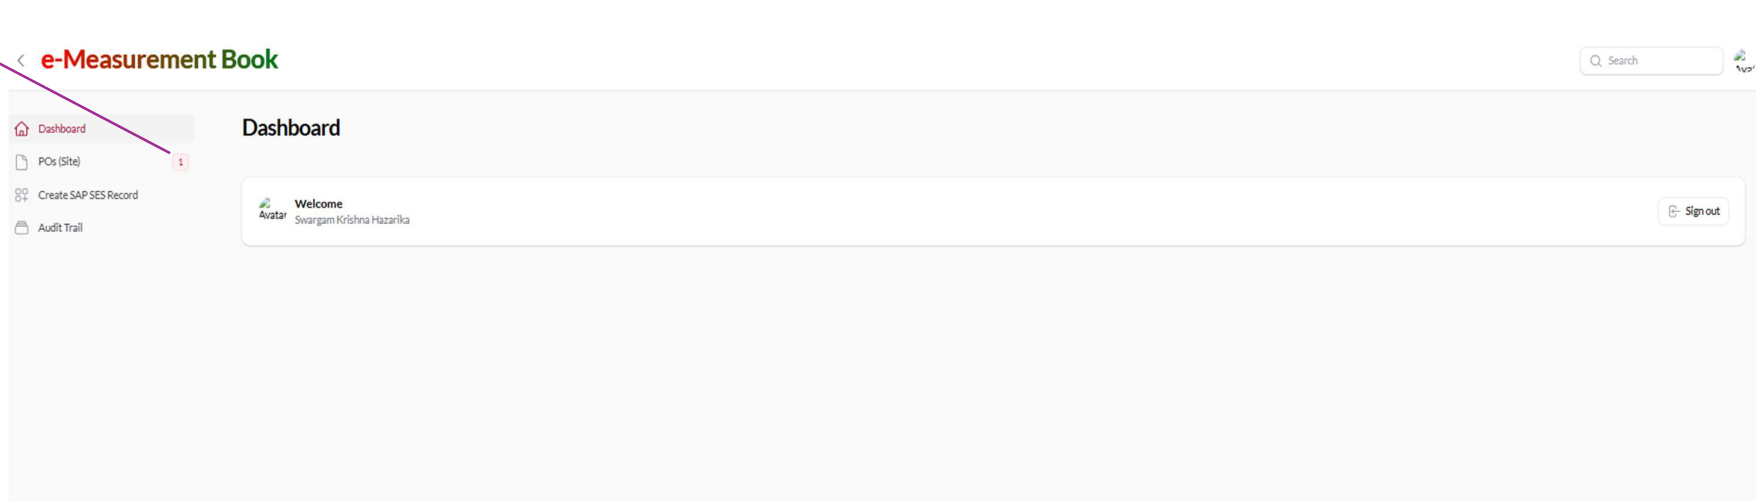 e-Measurement Book
Search
Avatar
Dashboard
POs (Site) 1
Create SAP SES Record
Audit Trail
Dashboard
Avatar
Welcome
Swargam Krishna Hazarika
Sign out